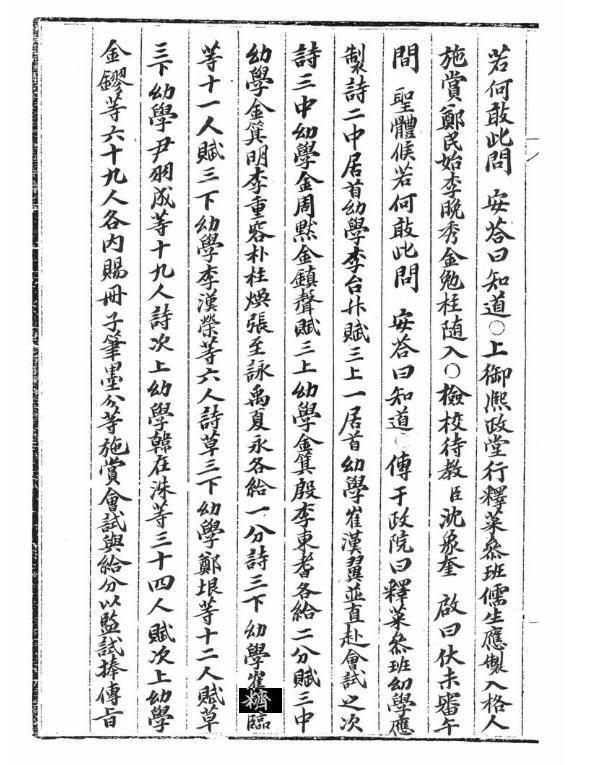 若何敢此問　安答曰知道○上御凞政堂行釋菜叅班儒生應製入格人
施賞鄭民始李晩秀金勉柱随入○檢校待教臣沈象奎　啟曰伏未審午
間　聖體候若何敢此問　安答曰知道○傳于政院曰釋菜叅班幼學應
製詩二中居首幼學李台升賦三上一居首幼學崔漢翼並直赴會試之次
詩三中幼學金周㸃金鎮聲賦三上幼學金箕殷李東耆各給二分賦三中
幼學金箕明李重容朴柱煥張至詠禹夏永各給一分詩三下幼學崔臨
等十一人賦三下幼學李漢榮等六人詩草三下幼學鄭垠等十二人賦草
三下幼學尹明成等十九人詩次上幼學韓在洙等三十四人賦次上幼學
金鏐等六十九人各内賜冊子筆墨分等施賞會試與給分以監試捧傳旨